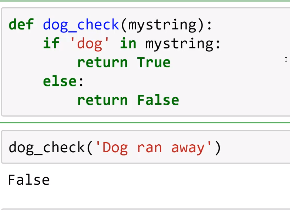 def dog_check(mystring):
    if 'dog' in mystring:
        return True
    else:
        return False
dog_check('Dog ran away')
False